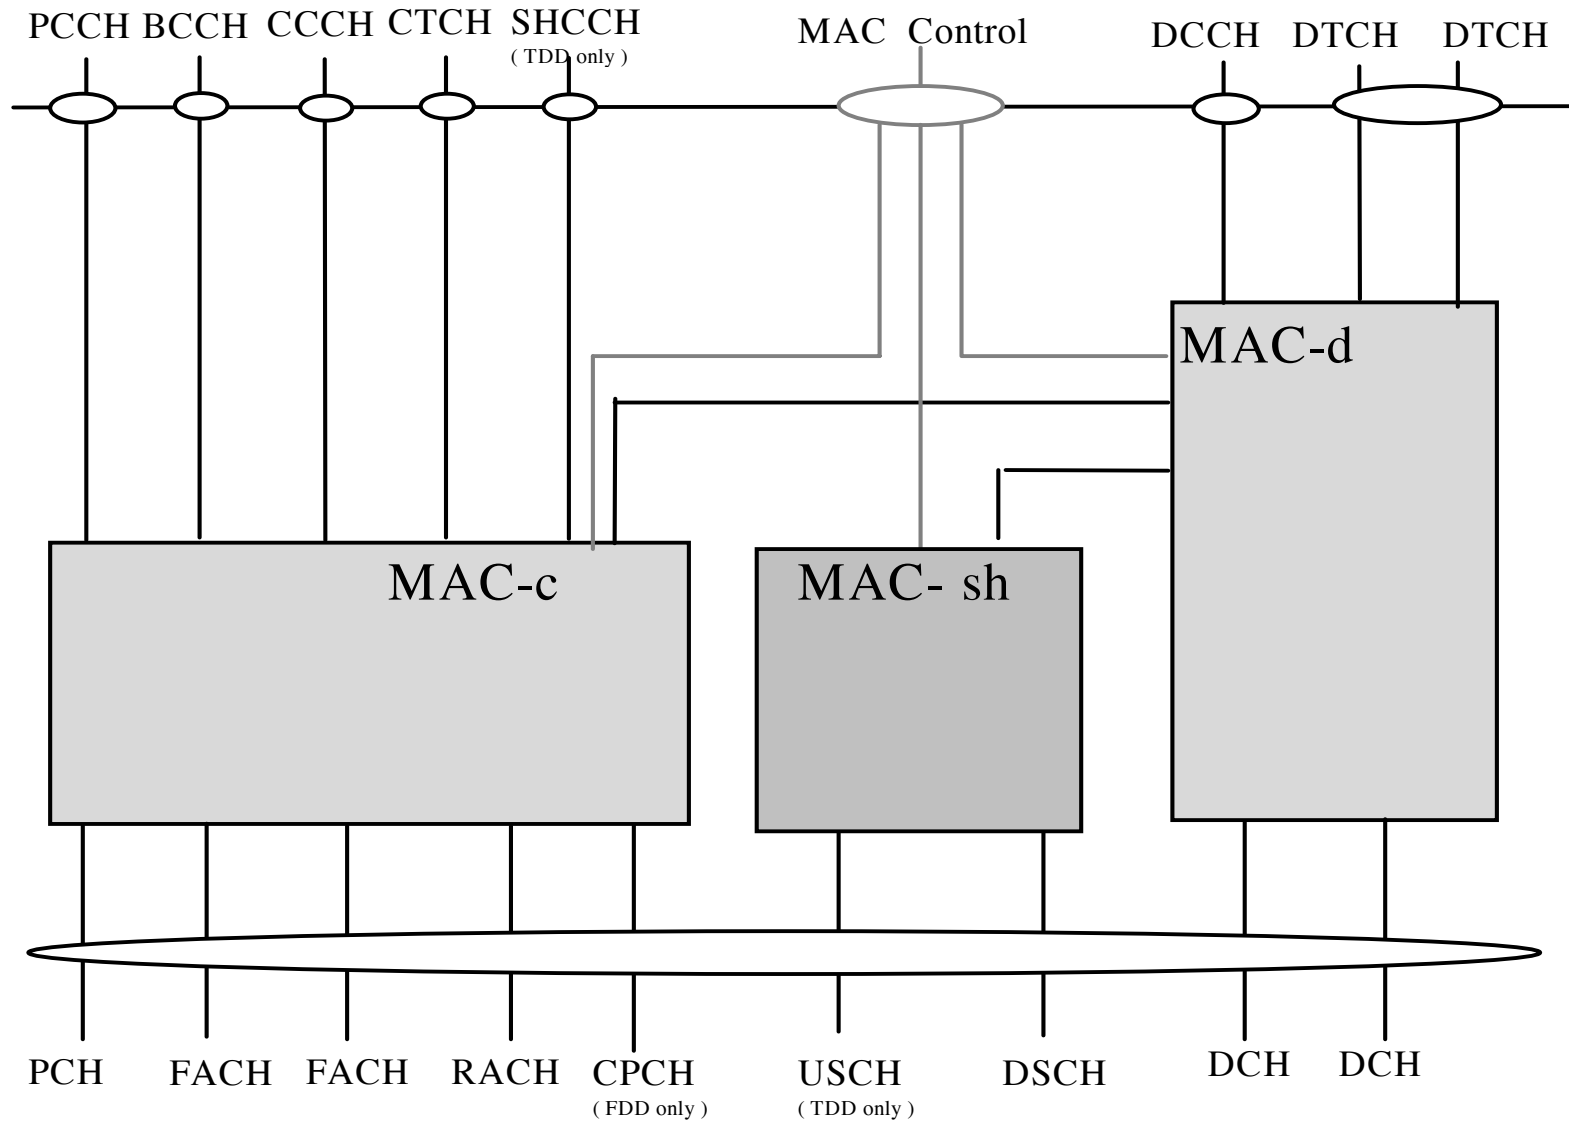 PCCH BCCH CCCH CTCH SHCCH MAC Control DCCH DTCH DTCH
( TDD only )
MAC-d
MAC-c MAC- sh
PCH FACH FACH RACH CPCH USCH DSCH DCH DCH
( FDD only ) ( TDD only )